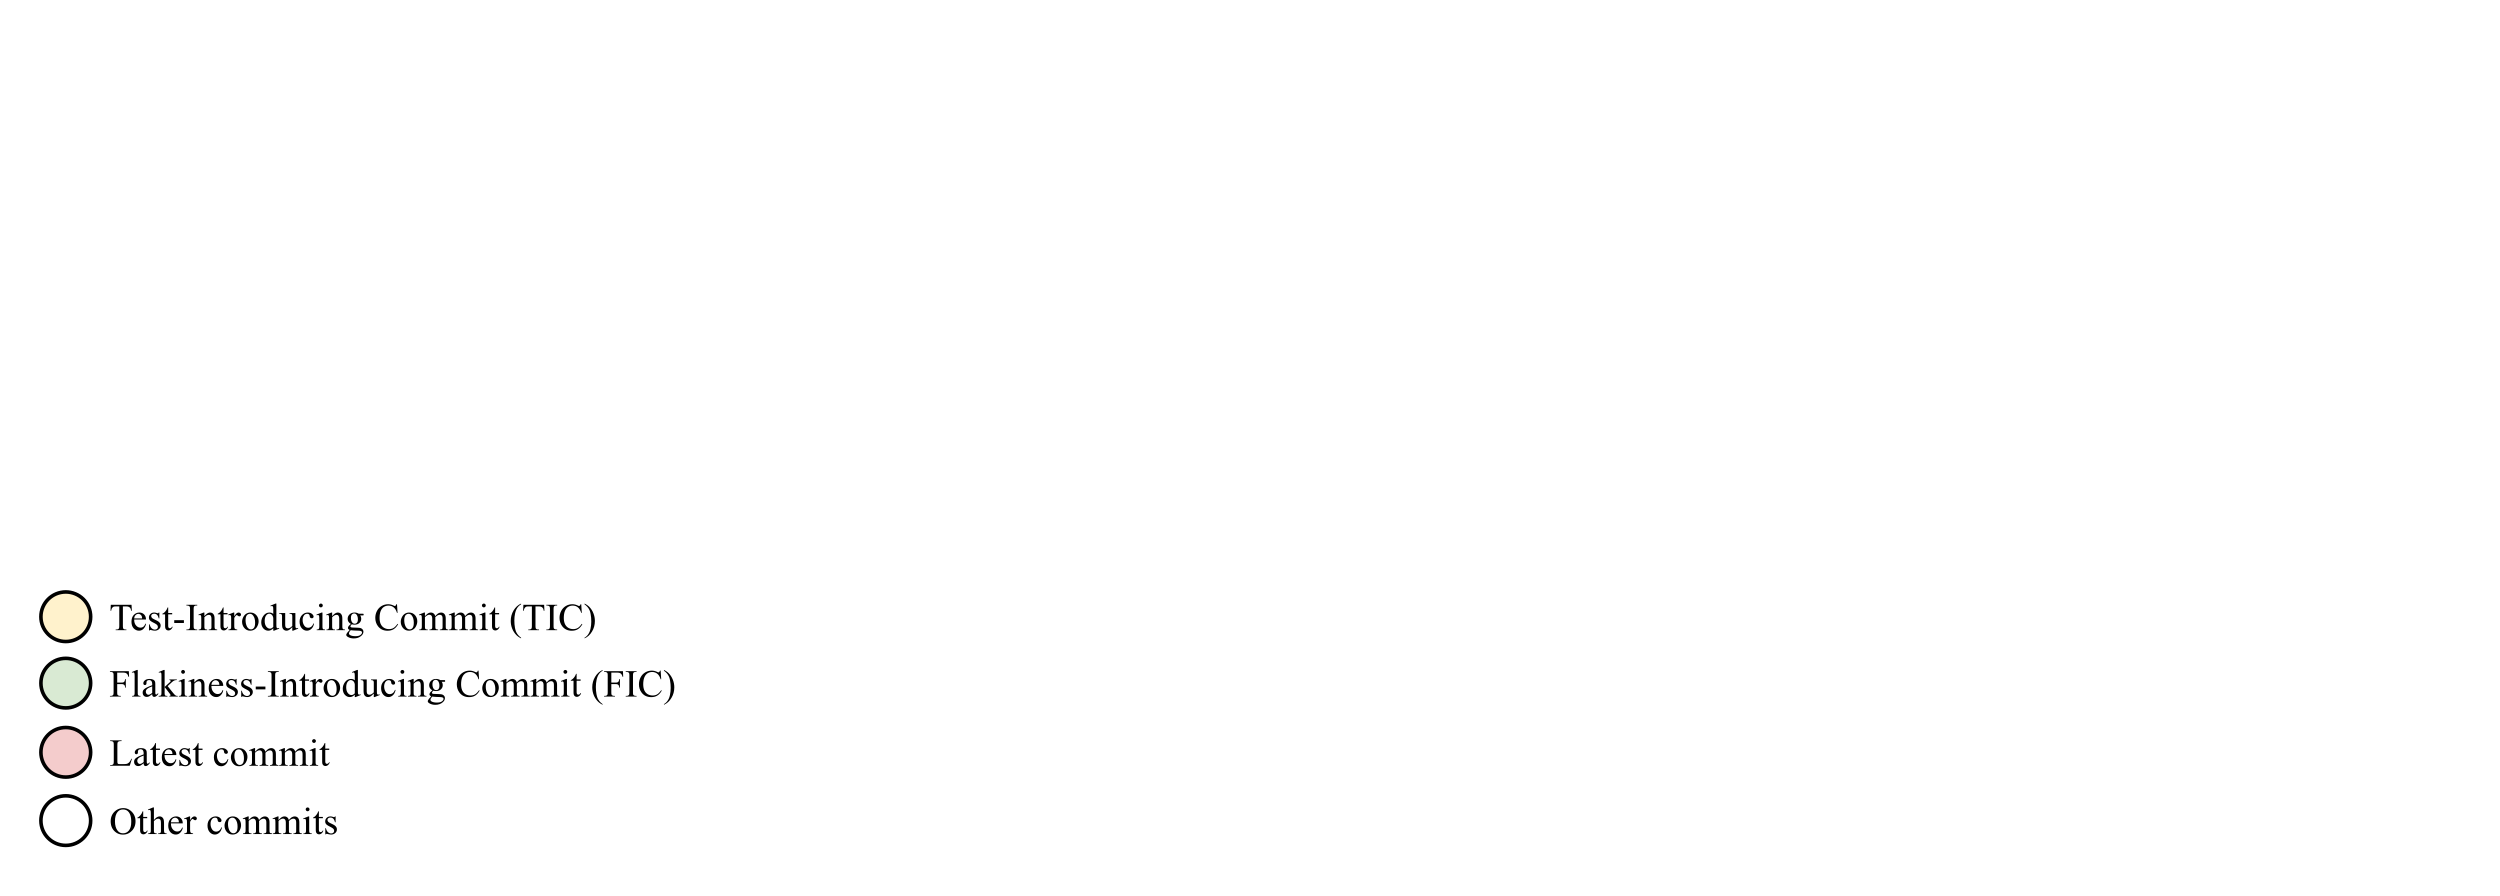 Test-Introducing Commit (TIC)
Flakiness-Introducing Commit (FIC)
Latest commit
Other commits